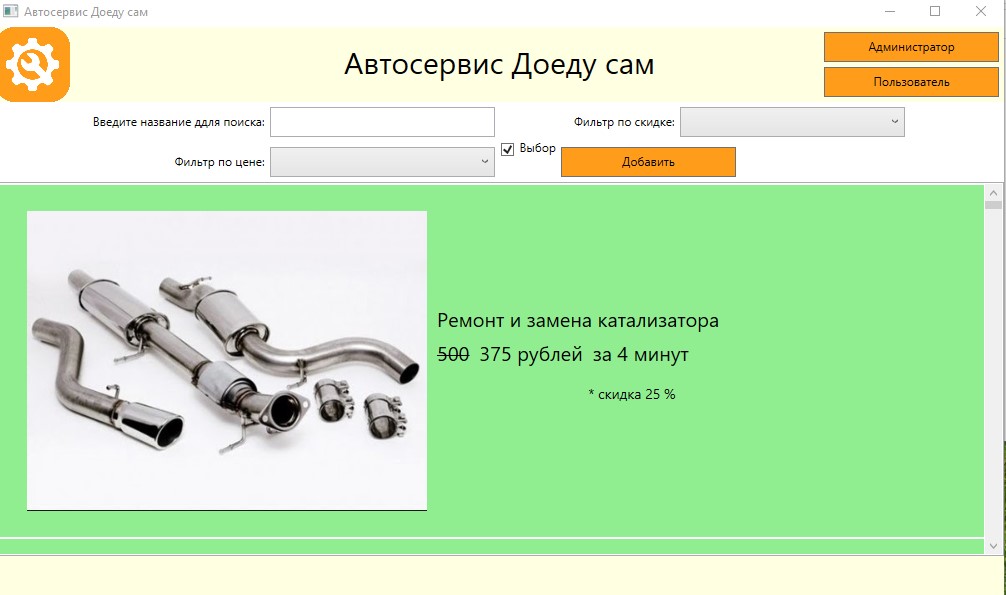 Автосервис Доеду сам
Автосервис Доеду сам
Администратор
Пользователь
Введите название ддля поиска:
Фильтр по скидке:
Фильтр по цене:
Выбор
Добавить
Ремонт и замена катализатора
500 375 рублей за 4 минут
* скидка 25 %